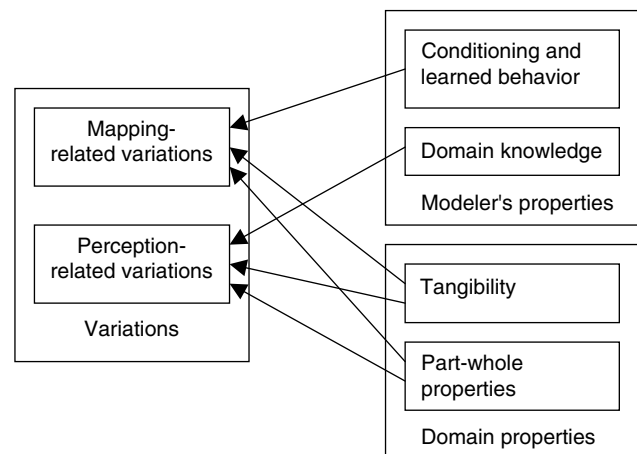 Mapping-
related variations
Perception-
related variations
Variations
Conditioning and
learned behavior
Domain knowledge
Modeler's properties
Tangibility
Part-whole
properties
Domain properties